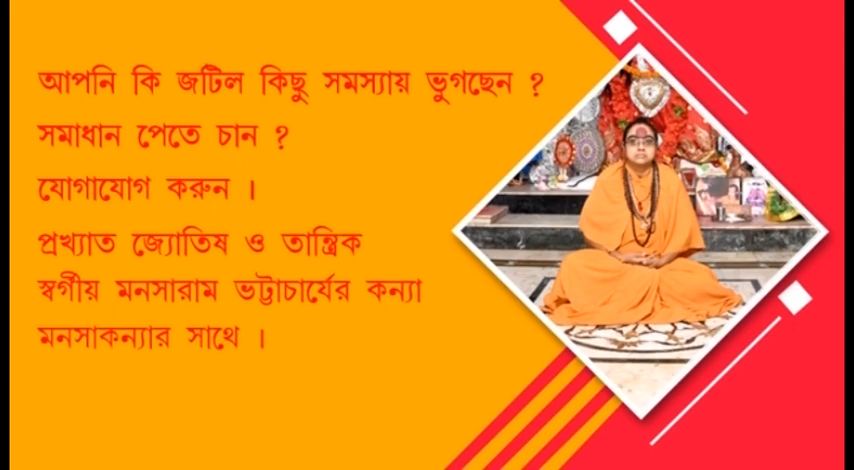 আপনি কি জটিল কিছু সমস্যায় ভুগছেন ?
সমাধান পেতে চান ?
যোগাযোগ করুন ।
প্রখ্যাত জ্যোতিষ ও তান্ত্রিক
স্বর্গীয় মনসারাম ভট্টাচার্যের কন্যা
মনসাকন্যার সাথে ।